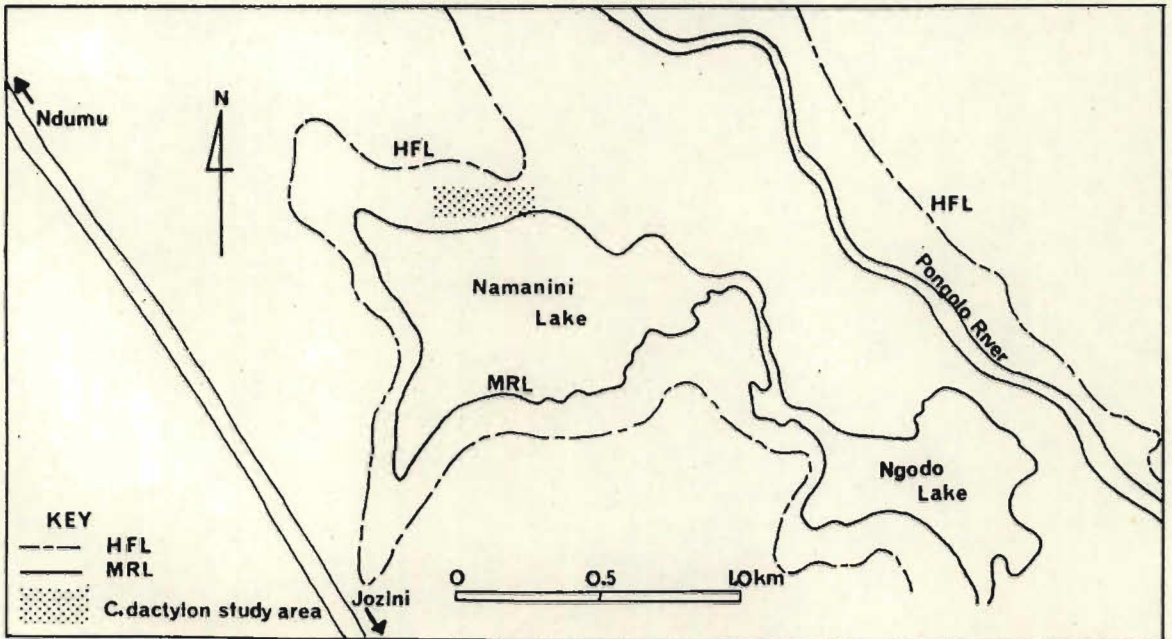 Ndumu
N
HFL
HFL
Pongolo River
Namanini
Lake
MRL
Ngodo
Lake
KEY
HFL
MRL
C.dactylon study area
Jozini
0 0.5 1.0km